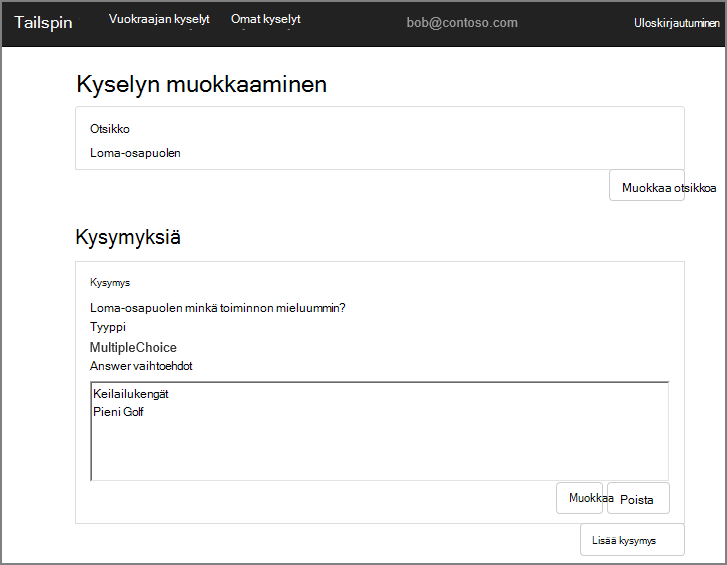 Tailspin Vuokraajan kyselyt Omat kyselyt bob@contoso.com Uloskirjautuminen
Kyselyn muokkaaminen
Otsikko
Loma-osapuolen
Muokkaa otsikkoa
Kysymyksiä
Kysymys
Loma-osapuolen minkä toiminnon mieluummin?
Tyyppi
MultipleChoice
Answer vaihtoehdot
Keilailukengät
Pieni Golf
Muokkaa Poista
Lisää kysymys